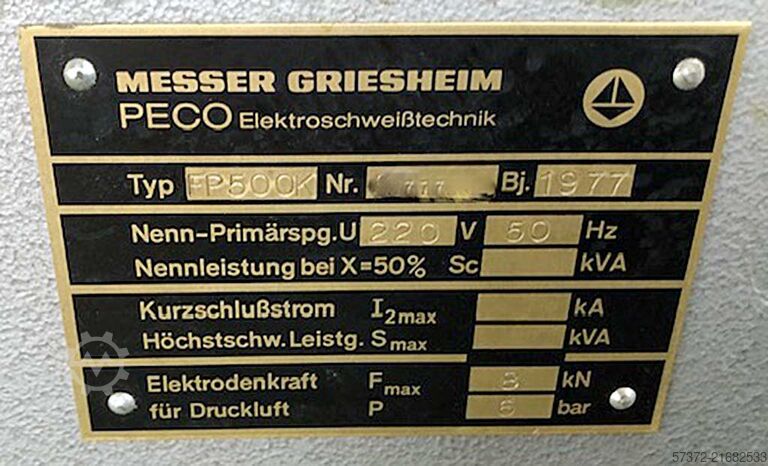 MESSER GRIESHEIM
PECO Elektroschweißtechnik
Typ FP500K Nr. Bj. 1977
Nenn-Primärspg. U 220 V 50 Hz
Nennleistung bei X=50% Sc kVA
Kurzschlußstrom I2max kA
Höchstschw. Leistg. Smax kVA
Elektrodenkraft Fmax kN
für Druckluft P 6 bar
57372-21682533